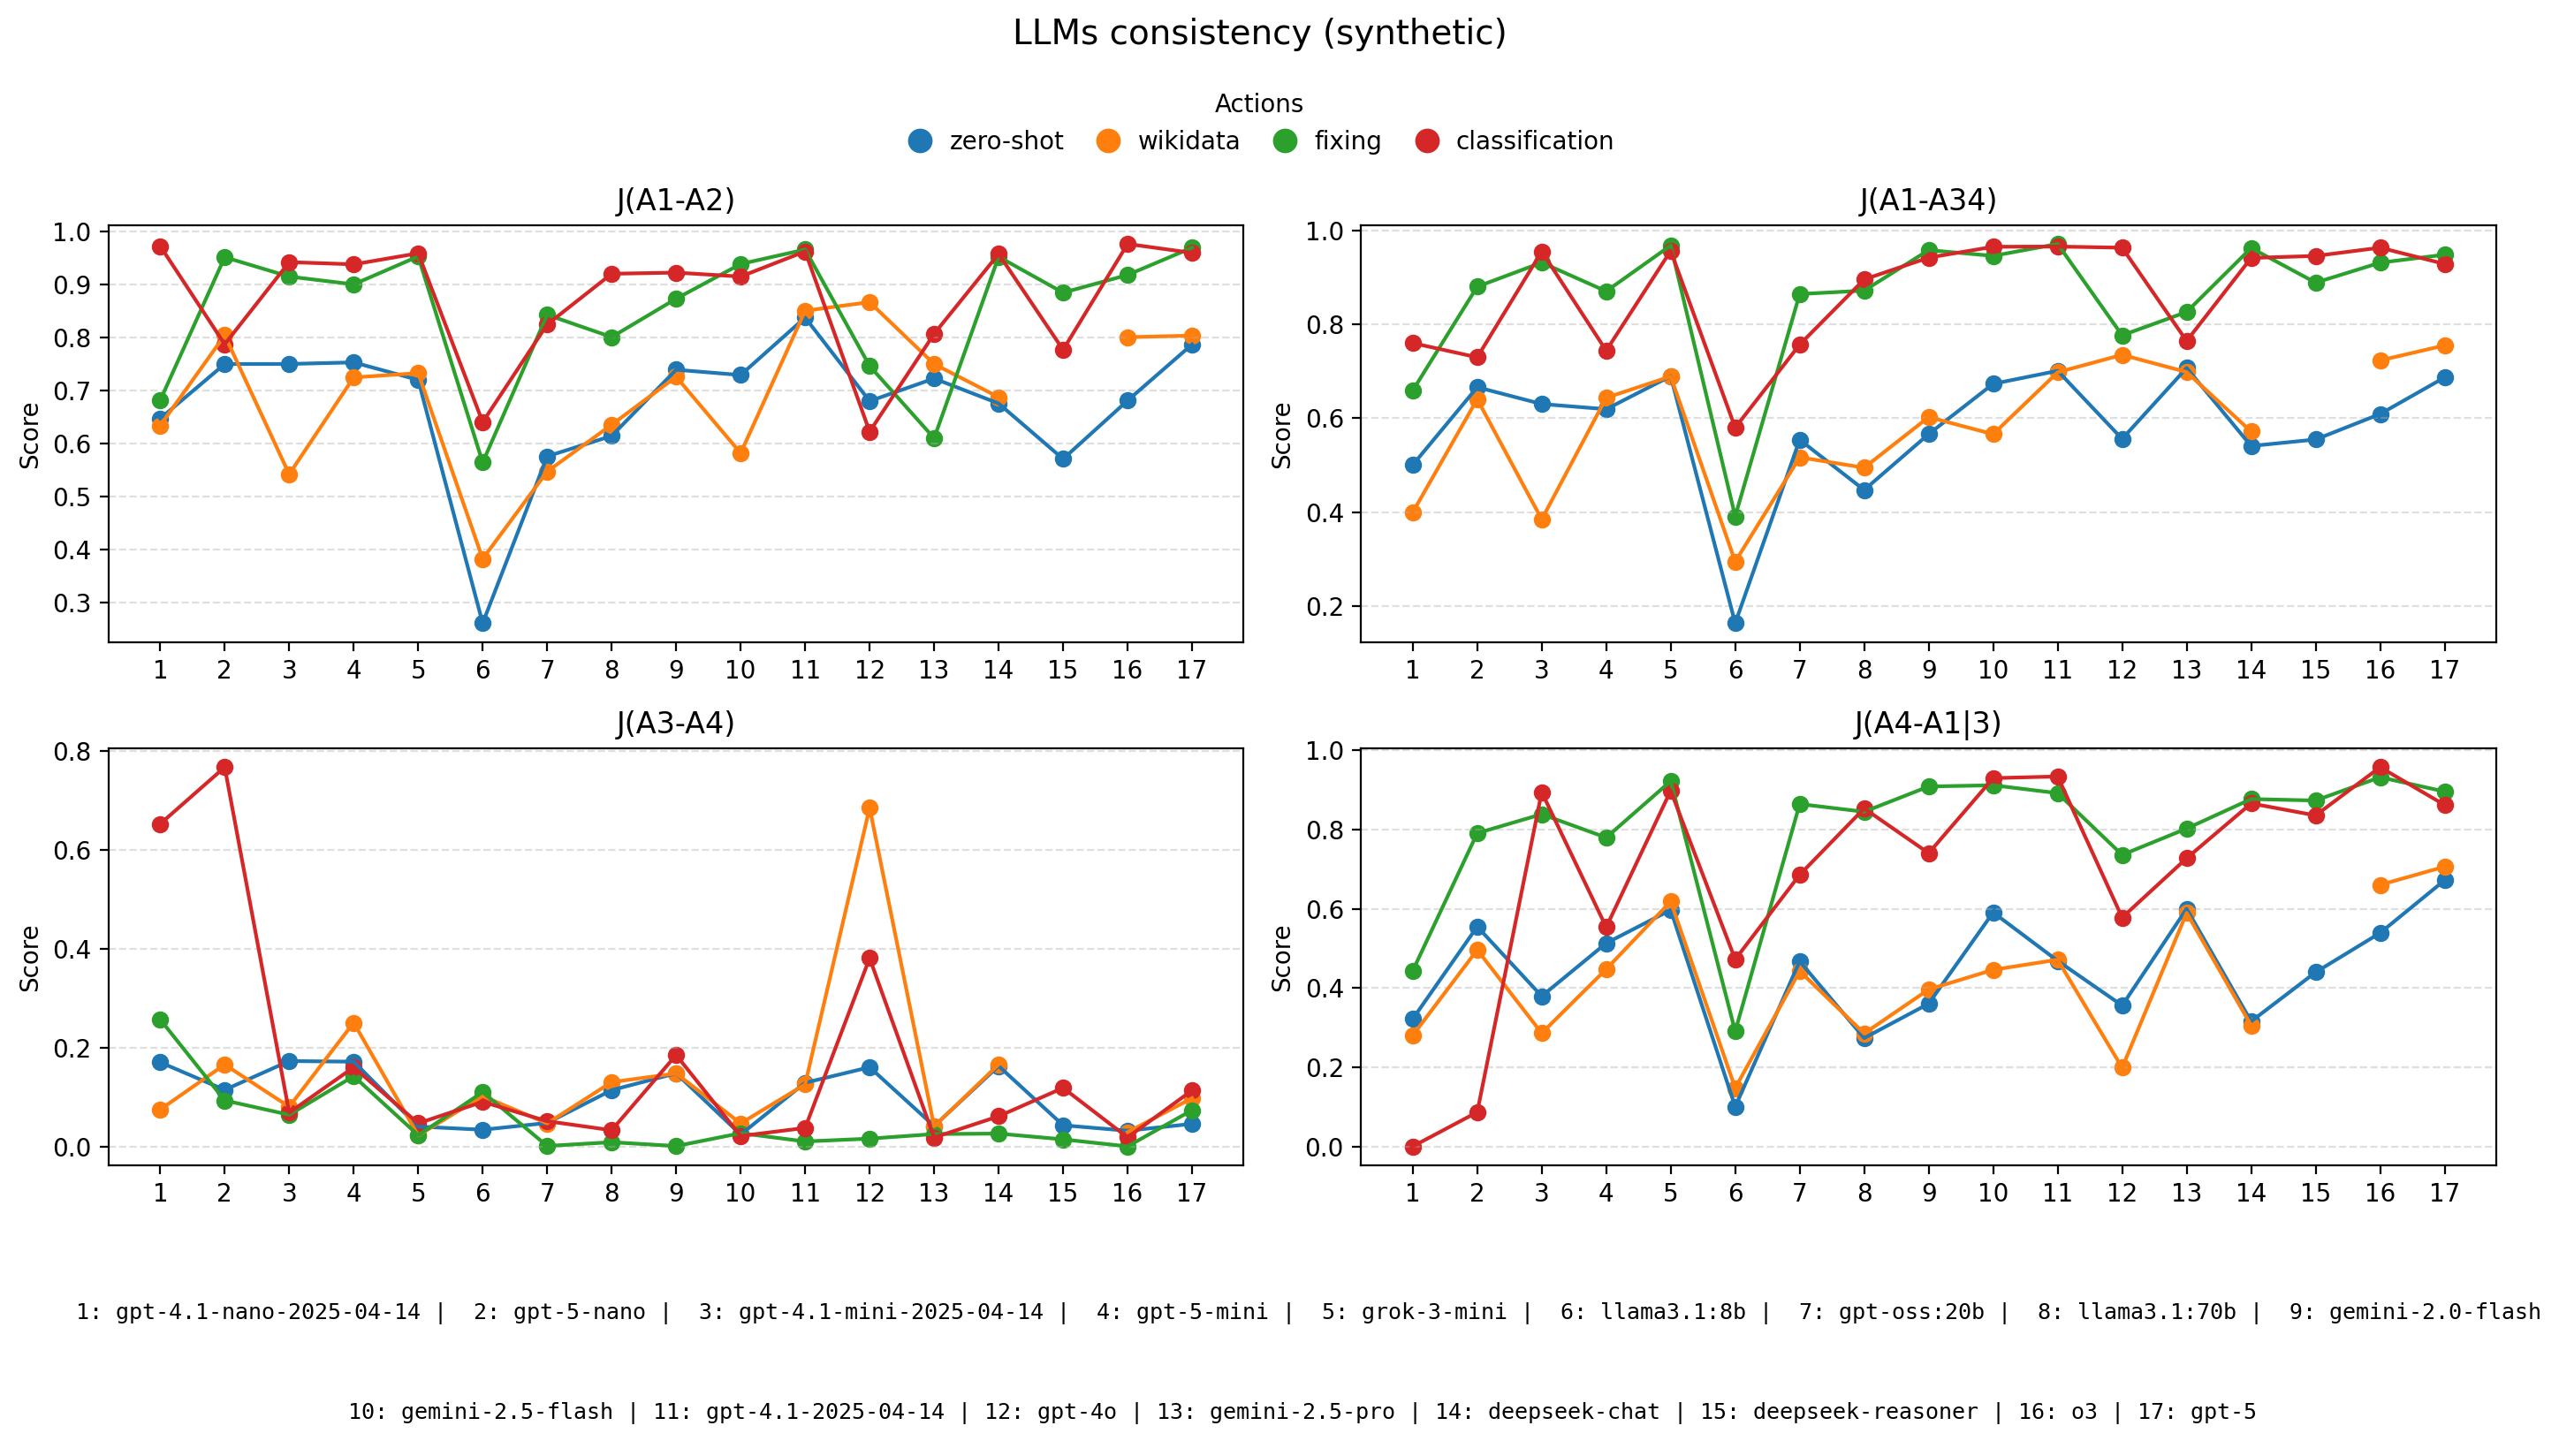 LLMs consistency (synthetic)
Actions
zero-shot wikidata fixing classification
J(A1-A2)
1.0
0.9
0.8
0.7
0.6
0.5
0.4
0.3
Score
1 2 3 4 5 6 7 8 9 10 11 12 13 14 15 16 17
J(A1-A34)
1.0
0.8
0.6
0.4
0.2
Score
1 2 3 4 5 6 7 8 9 10 11 12 13 14 15 16 17
J(A3-A4)
0.8
0.6
0.4
0.2
0.0
Score
1 2 3 4 5 6 7 8 9 10 11 12 13 14 15 16 17
J(A4-A1|3)
1.0
0.8
0.6
0.4
0.2
0.0
Score
1 2 3 4 5 6 7 8 9 10 11 12 13 14 15 16 17
1: gpt-4.1-nano-2025-04-14 | 2: gpt-5-nano | 3: gpt-4.1-mini-2025-04-14 | 4: gpt-5-mini | 5: grok-3-mini | 6: llama3.1:8b | 7: gpt-oss:20b | 8: llama3.1:70b | 9: gemini-2.0-flash
10: gemini-2.5-flash | 11: gpt-4.1-2025-04-14 | 12: gpt-4o | 13: gemini-2.5-pro | 14: deepseek-chat | 15: deepseek-reasoner | 16: o3 | 17: gpt-5